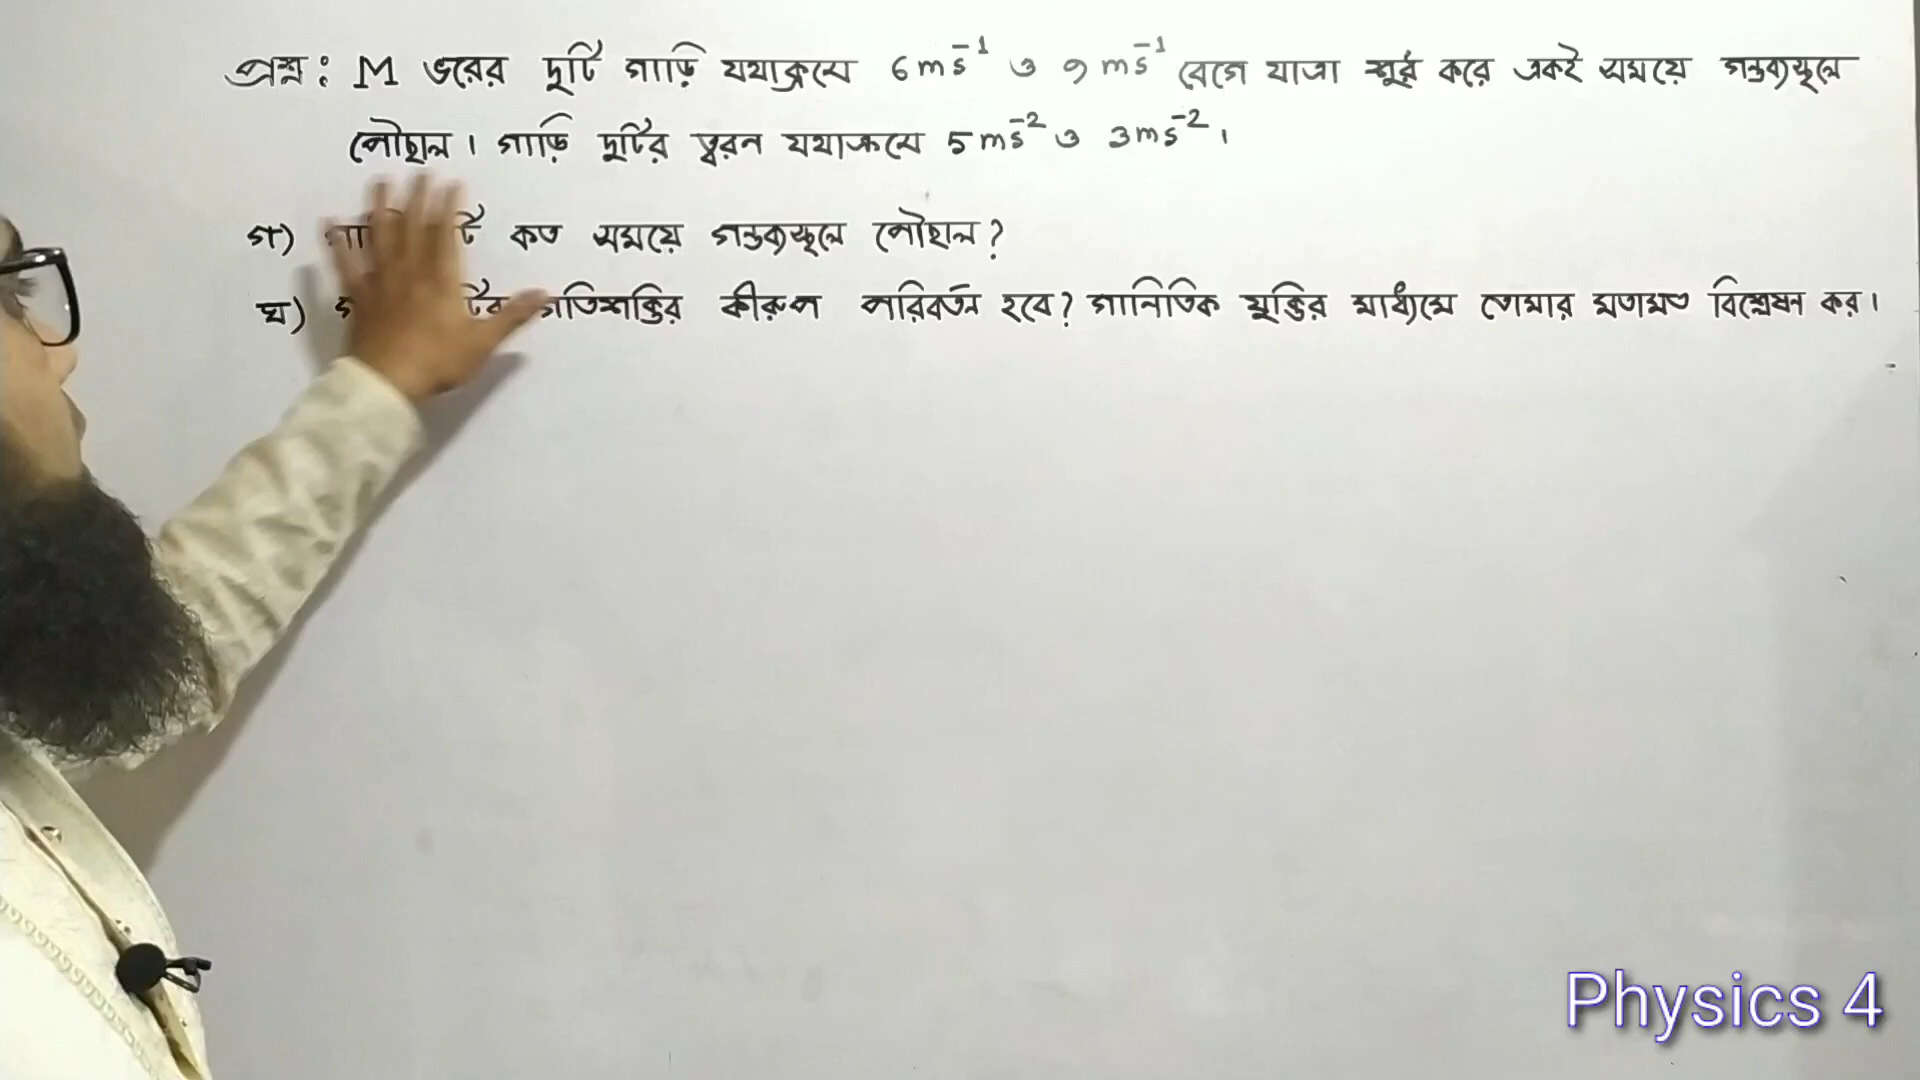 প্রশ্ন: M ভরের দুটি গাড়ি যথাক্রমে 6 ms⁻¹ ও 9 ms⁻¹ বেগে যাত্রা শুরু করে একই সময়ে গন্তব্যস্থলে
পৌছাল। গাড়ি দুটির ত্বরন যথাক্রমে 5 ms⁻² ও 3 ms⁻²।
গ) কত সময়ে গন্তব্যস্থলে পৌছাল?
ঘ) গতিশক্তির কীরূপ পরিবর্তন হবে? গানিতিক যুক্তির মাধ্যমে তোমার মতামত বিশ্লেষন কর।
Physics 4